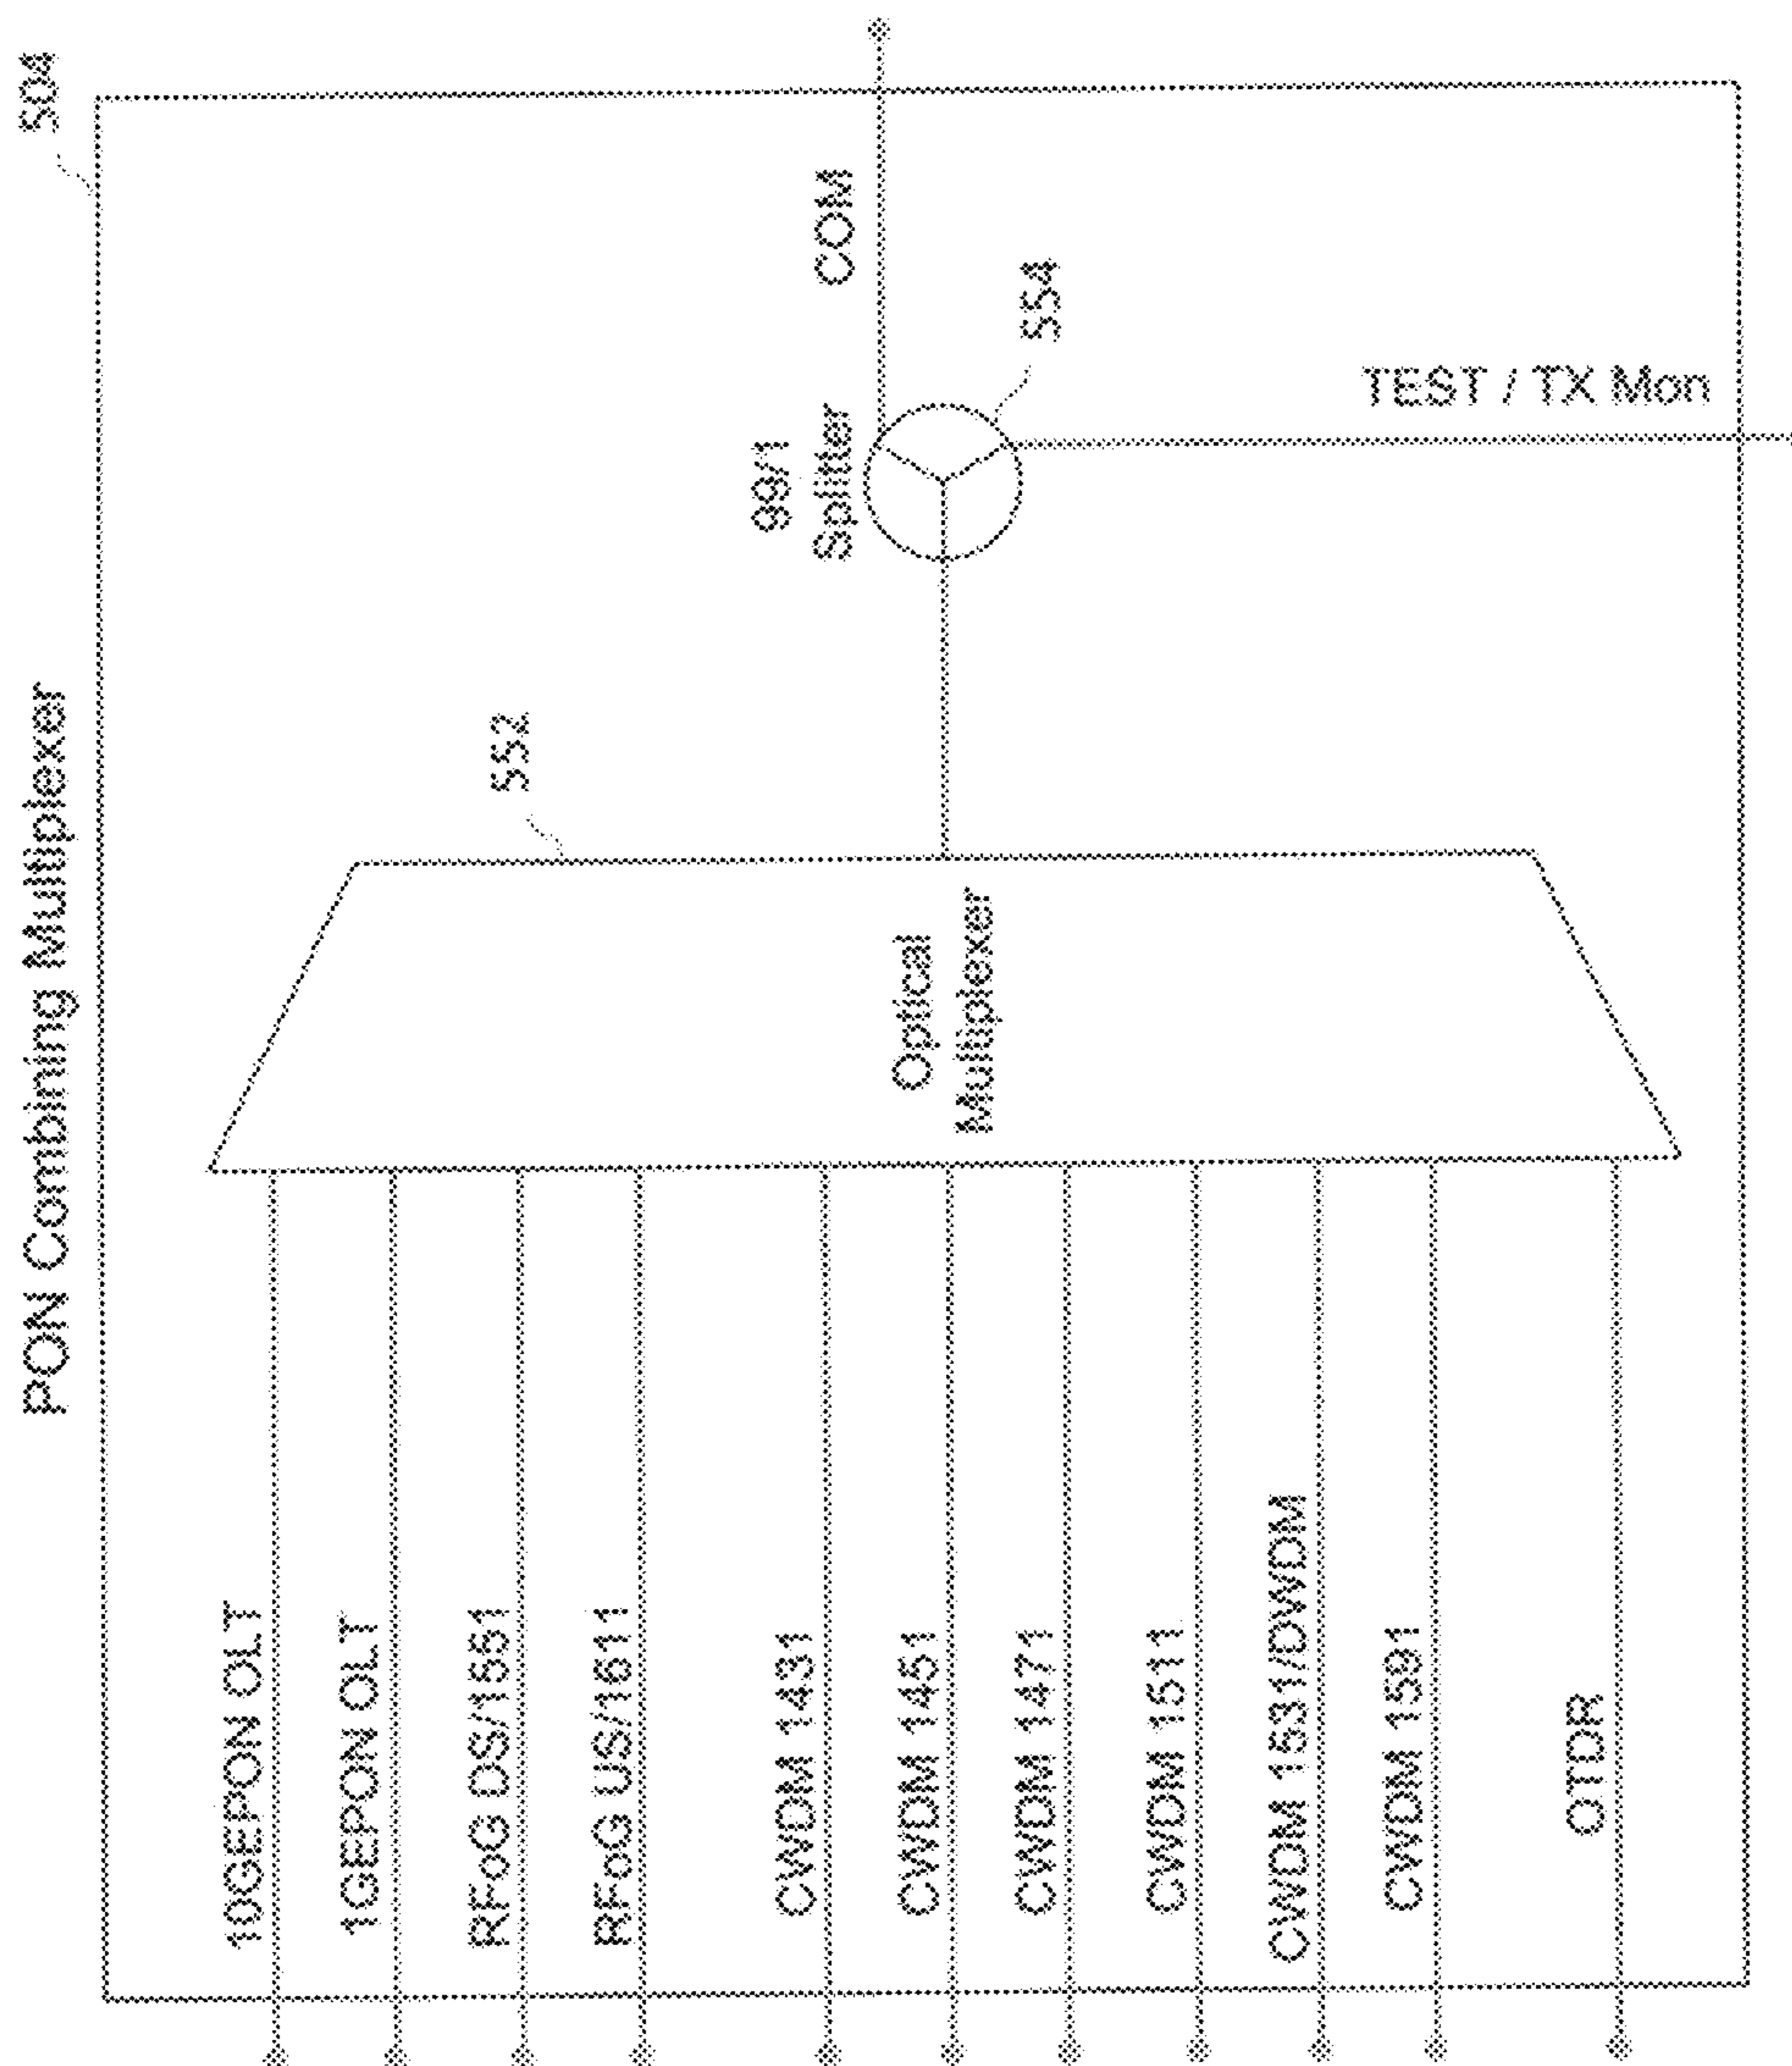 PON Combining Multiplexer
504
10GEPON OLT
1GEPON OLT
RFoG DS/1551
RFoG US/1611
CWDM 1431
CWDM 1451
CWDM 1471
CWDM 1511
CWDM 1531/DWDM
CWDM 1591
OTDR
Optical
Multiplexer
552
99/1
Splitter
554
COM
TEST / TX Mon